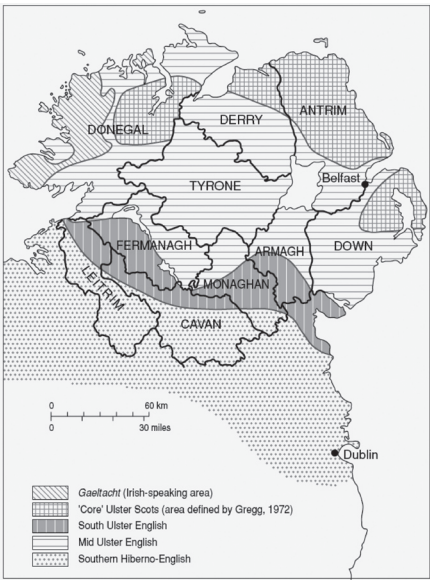 DERRY
ANTRIM
DONEGAL
TYRONE
Belfast
FERMANAGH
ARMAGH
DOWN
LEITRIM
MONAGHAN
CAVAN
0 60 km
0 30 miles
Dublin
Gaeltacht (Irish-speaking area)
'Core' Ulster Scots (area defined by Gregg, 1972)
South Ulster English
Mid Ulster English
Southern Hiberno-English